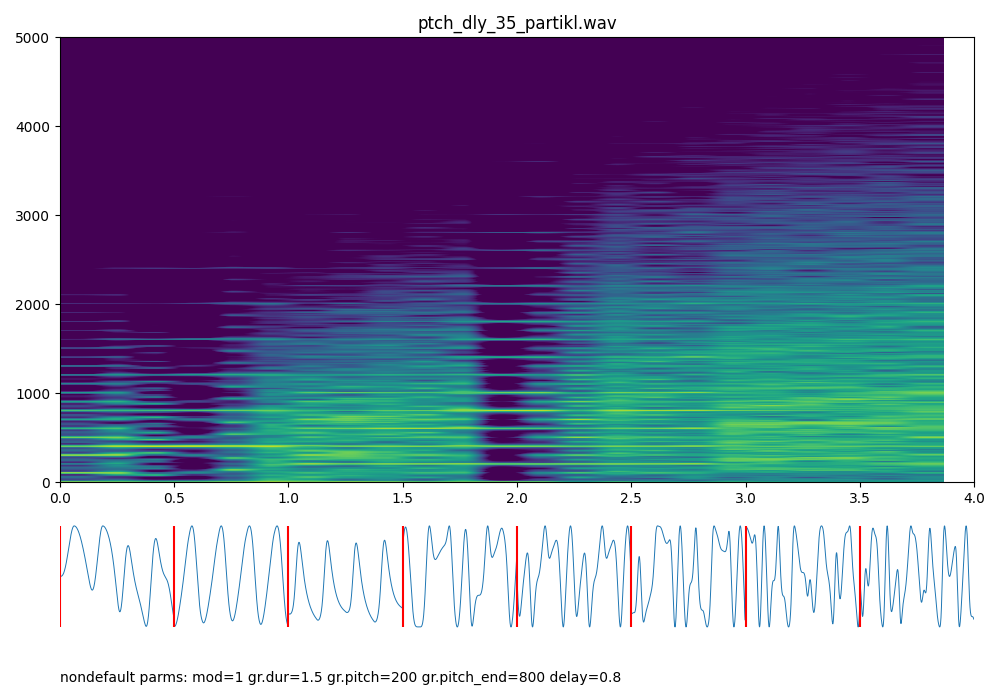 ptch_dly_35_partikl.wav
5000
4000
3000
2000
1000
0
0.0 0.5 1.0 1.5 2.0 2.5 3.0 3.5 4.0
nondefault parms: mod=1 gr.dur=1.5 gr.pitch=200 gr.pitch_end=800 delay=0.8